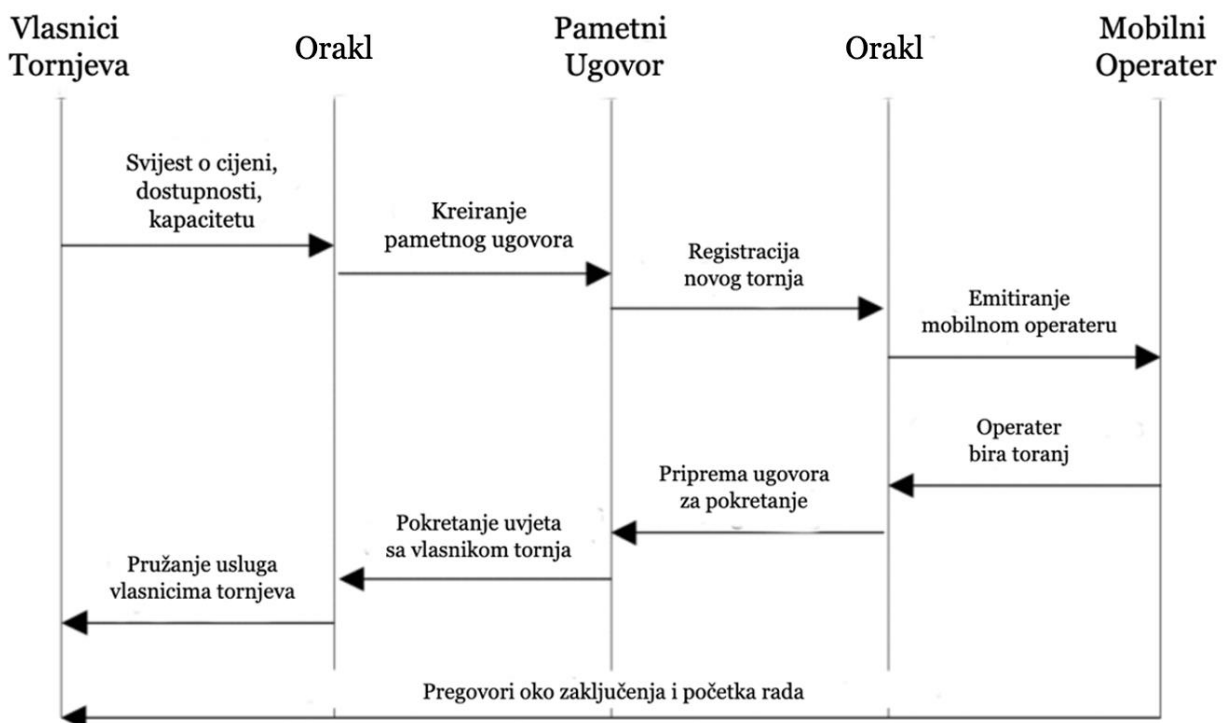 Vlasnici
Tornjeva
Orakl
Pametni
Ugovor
Orakl
Mobilni
Operater
Svijest o cijeni,
dostupnosti,
kapacitetu
Kreiranje
pametnog ugovora
Registracija
novog tornja
Emitiranje
mobilnom operateru
Operater
bira toranj
Priprema ugovora
za pokretanje
Pokretanje uvjeta
sa vlasnikom tornja
Pružanje usluga
vlasnicima tornjeva
Pregovori oko zaključenja i početka rada